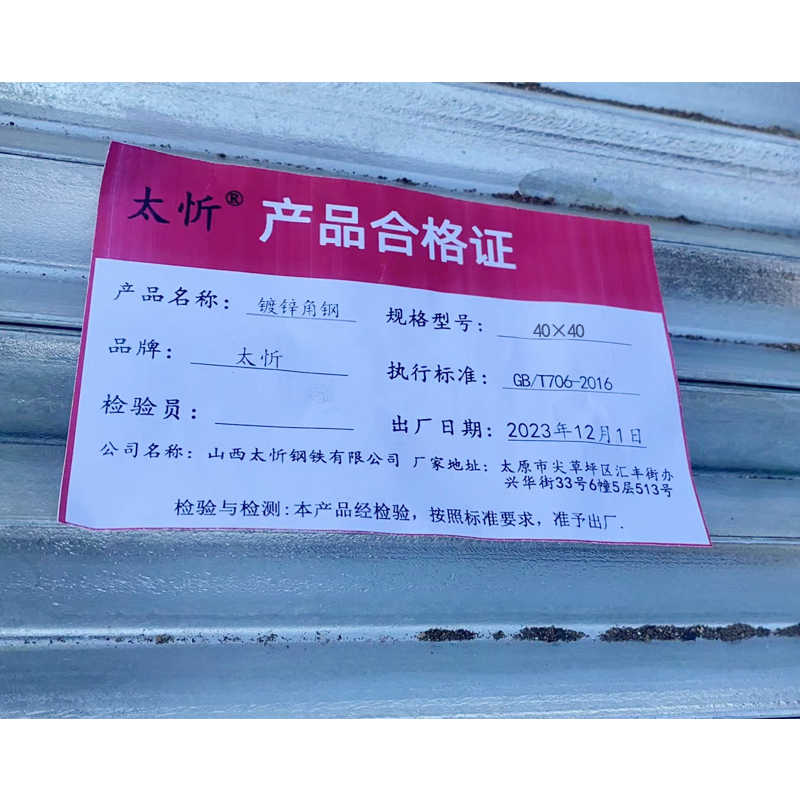 太忻® 产品合格证
产品名称: 镀锌角钢 规格型号: 40×40
品牌: 太忻 执行标准: GB/T706-2016
检验员: 出厂日期: 2023年12月1日
公司名称: 山西太忻钢铁有限公司 厂家地址: 太原市尖草坪区汇丰街办
兴华街33号6幢5层513号
检验与检测:本产品经检验,按照标准要求,准予出厂.